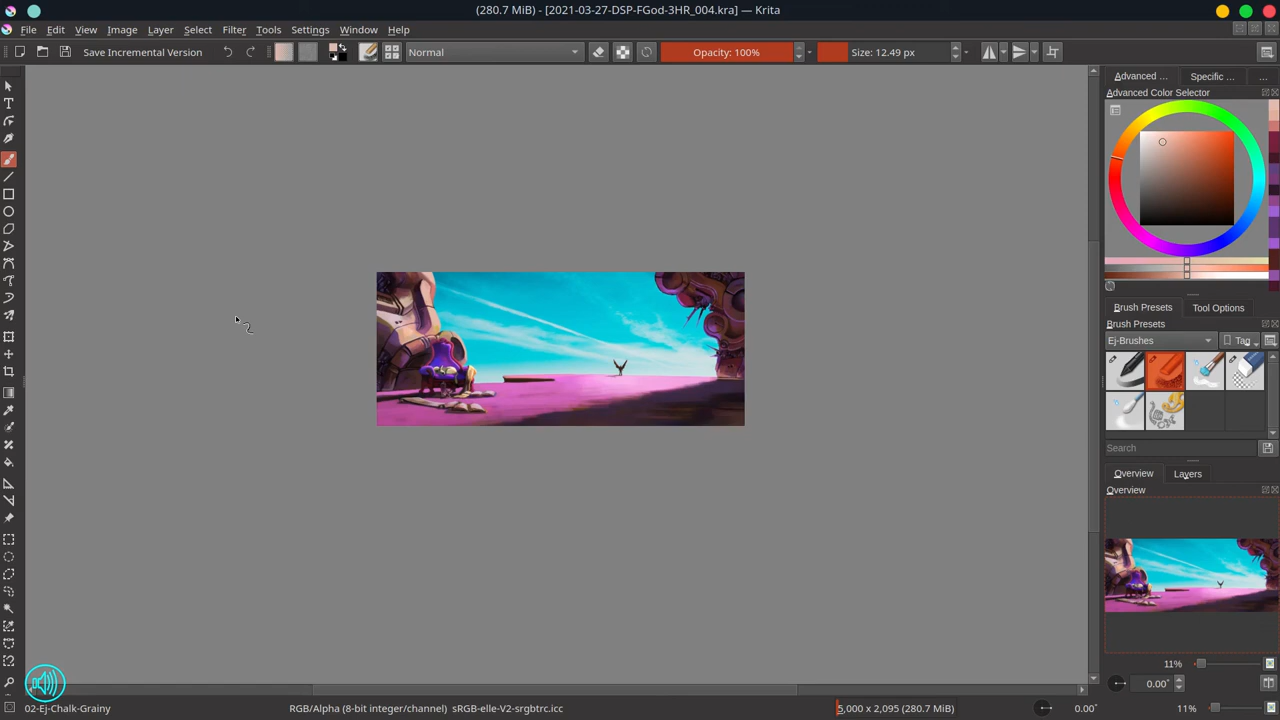 (280.7 MiB) - [2021-03-27-DSP-FGod-3HR_004.kra] — Krita
File Edit View Image Layer Select Filter Tools Settings Window Help
Save Incremental Version Normal Opacity: 100% Size: 12.49 px
Advanced ... Specific ... ...
Advanced Color Selector
Brush Presets Tool Options
Brush Presets
Ej-Brushes Tag
Search
Overview Layers
Overview
11%
0.00°
02-Ej-Chalk-Grainy RGB/Alpha (8-bit integer/channel) sRGB-elle-V2-srgbtrc.icc 5,000 x 2,095 (280.7 MiB) 0.00° 11%